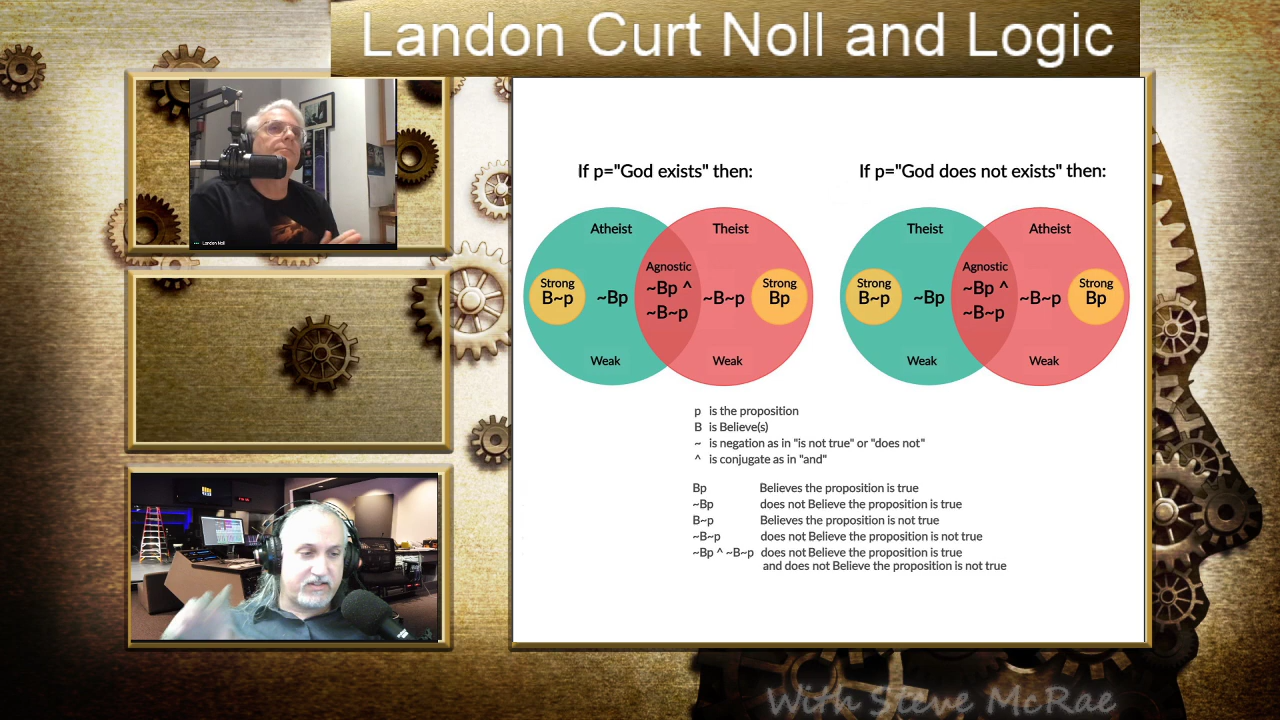 Landon Curt Noll and Logic
Landon Noll
If p="God exists" then:
Atheist
Theist
Agnostic
Strong
B~p
~Bp
~Bp ^
~B~p
~B~p
Strong
Bp
Weak
Weak
If p="God does not exists" then:
Theist
Atheist
Agnostic
Strong
B~p
~Bp
~Bp ^
~B~p
~B~p
Strong
Bp
Weak
Weak
p is the proposition
B is Believe(s)
~ is negation as in "is not true" or "does not"
^ is conjugate as in "and"
Bp Believes the proposition is true
~Bp does not Believe the proposition is true
B~p Believes the proposition is not true
~B~p does not Believe the proposition is not true
~Bp ^ ~B~p does not Believe the proposition is true
and does not Believe the proposition is not true
With Steve McRae